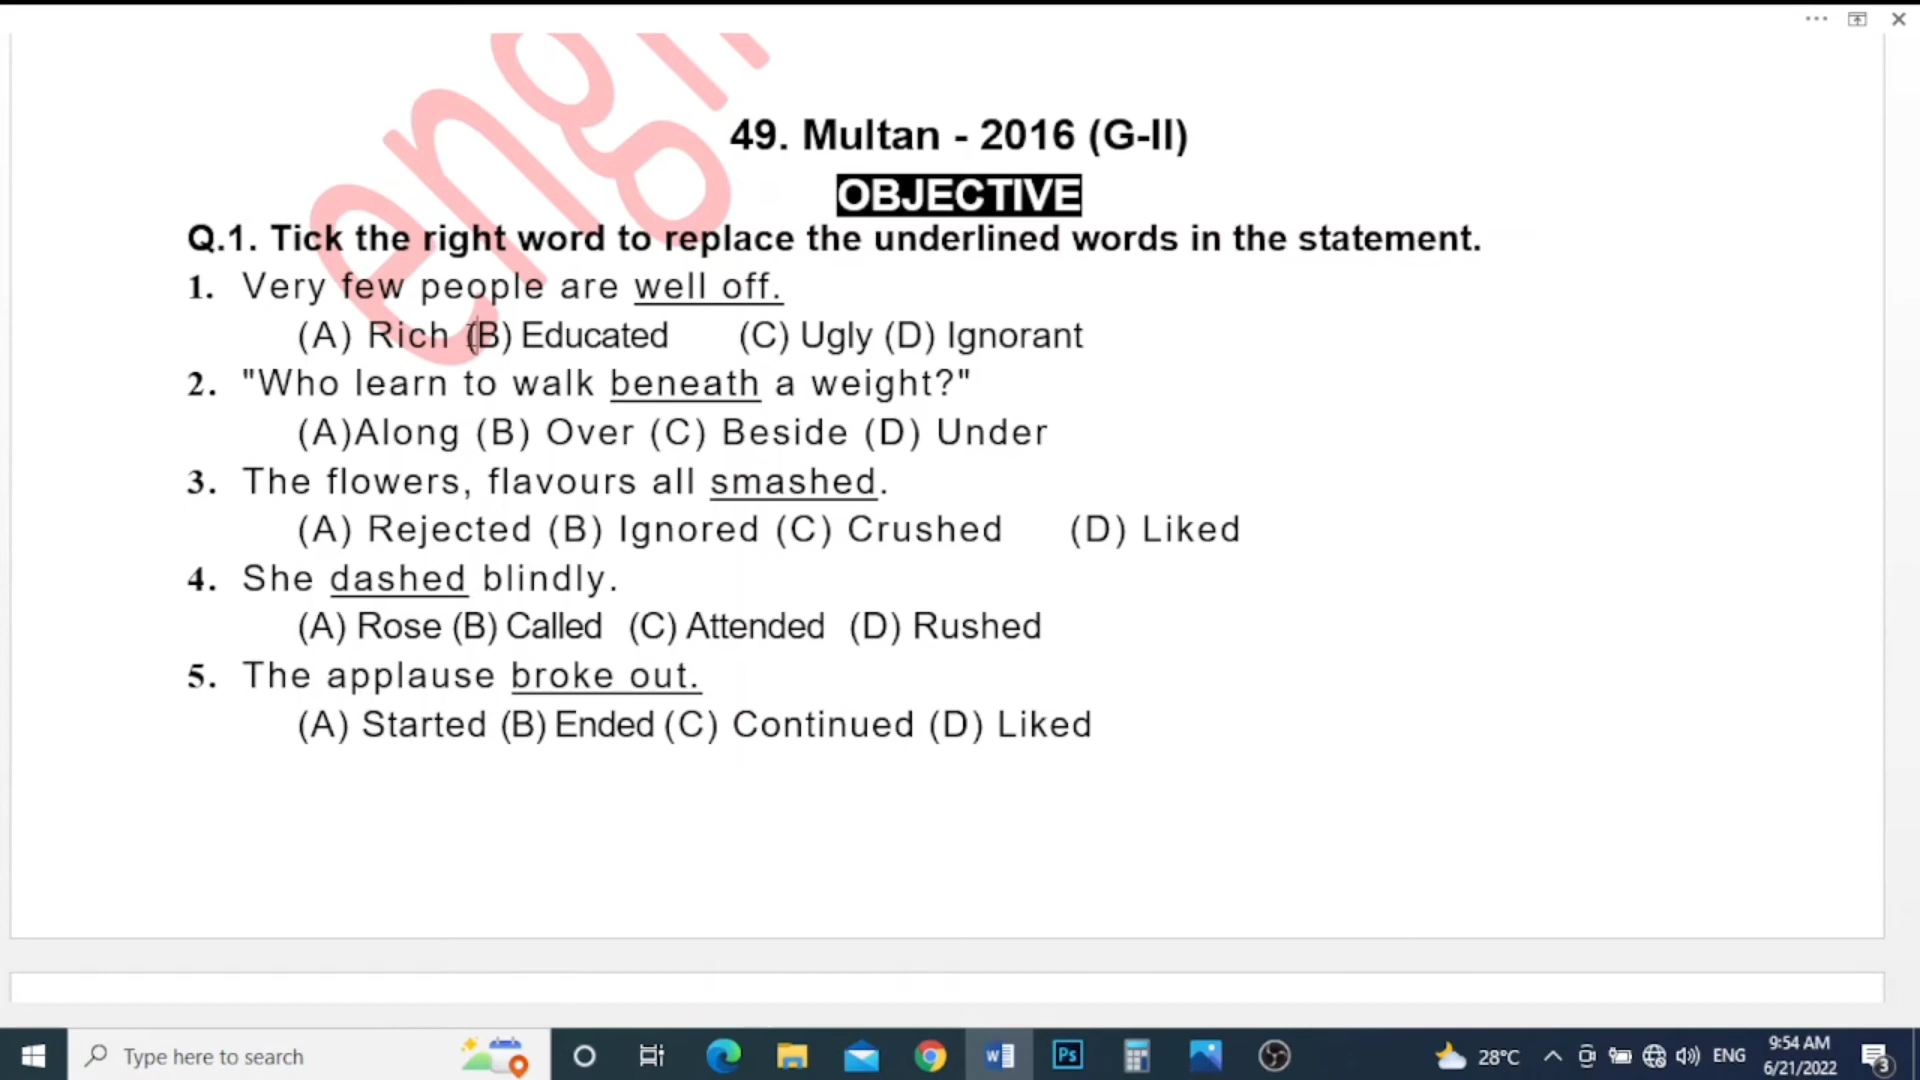 49. Multan - 2016 (G-II)
OBJECTIVE
Q.1. Tick the right word to replace the underlined words in the statement.
1. Very few people are well off.
(A) Rich (B) Educated (C) Ugly (D) Ignorant
2. "Who learn to walk beneath a weight?"
(A)Along (B) Over (C) Beside (D) Under
3. The flowers, flavours all smashed.
(A) Rejected (B) Ignored (C) Crushed (D) Liked
4. She dashed blindly.
(A) Rose (B) Called (C) Attended (D) Rushed
5. The applause broke out.
(A) Started (B) Ended (C) Continued (D) Liked
Type here to search
W
Ps
28°C
ENG
9:54 AM
6/21/2022
3